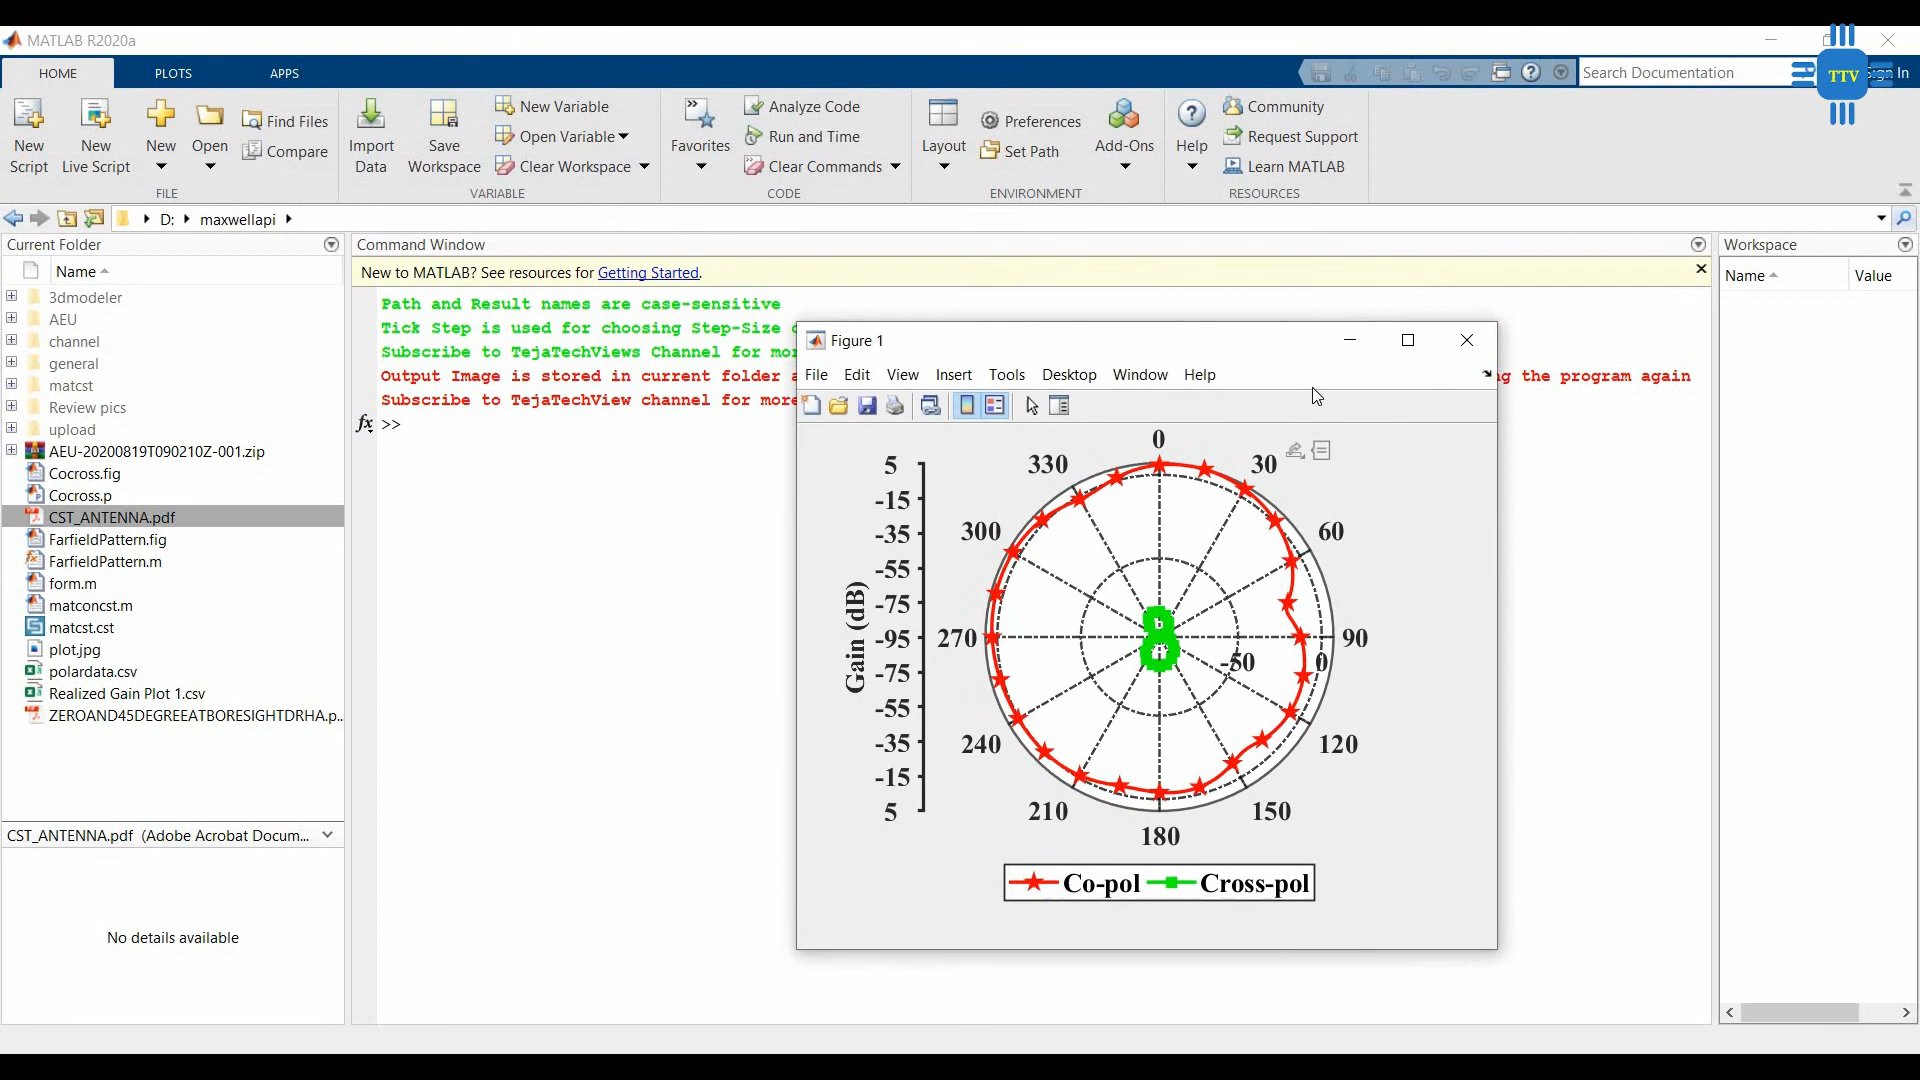 MATLAB R2020a
HOME
PLOTS
APPS
Search Documentation
TTV
Sign In
New Script
New Live Script
New
Open
Find Files
Compare
FILE
Import Data
Save Workspace
New Variable
Open Variable
Clear Workspace
VARIABLE
Favorites
Analyze Code
Run and Time
Clear Commands
CODE
Layout
Preferences
Set Path
ENVIRONMENT
Add-Ons
Help
Community
Request Support
Learn MATLAB
RESOURCES
D:
maxwellapi
Current Folder
Name
3dmodeler
AEU
channel
general
matcst
Review pics
upload
AEU-20200819T090210Z-001.zip
Cocross.fig
Cocross.p
CST_ANTENNA.pdf
FarfieldPattern.fig
FarfieldPattern.m
form.m
matconcst.m
matcst.cst
plot.jpg
polardata.csv
Realized Gain Plot 1.csv
ZEROAND45DEGREEATBORESIGHTDRHA.p...
CST_ANTENNA.pdf (Adobe Acrobat Docum...
No details available
Command Window
New to MATLAB? See resources for Getting Started.
Path and Result names are case-sensitive
Tick Step is used for choosing Step-Size
Subscribe to TejaTechViews Channel for
Output Image is stored in current folder
the program again
Subscribe to TejaTechView channel for more
fx >>
Figure 1
File Edit View Insert Tools Desktop Window Help
5
-15
-35
-55
-75
-95
-75
-55
-35
-15
5
Gain (dB)
0
30
60
90
120
150
180
210
240
270
300
330
-50
0
Co-pol
Cross-pol
Workspace
Name
Value